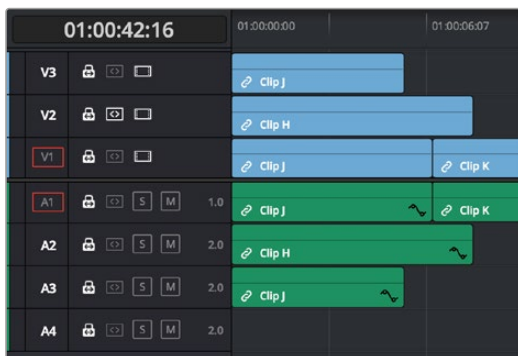 01:00:42:16 01:00:00:00 01:00:06:07
V3 Clip J
V2 Clip H
V1 Clip J Clip K
A1 S M 1.0 Clip J Clip K
A2 S M 2.0 Clip H
A3 S M 2.0 Clip J
A4 S M 2.0